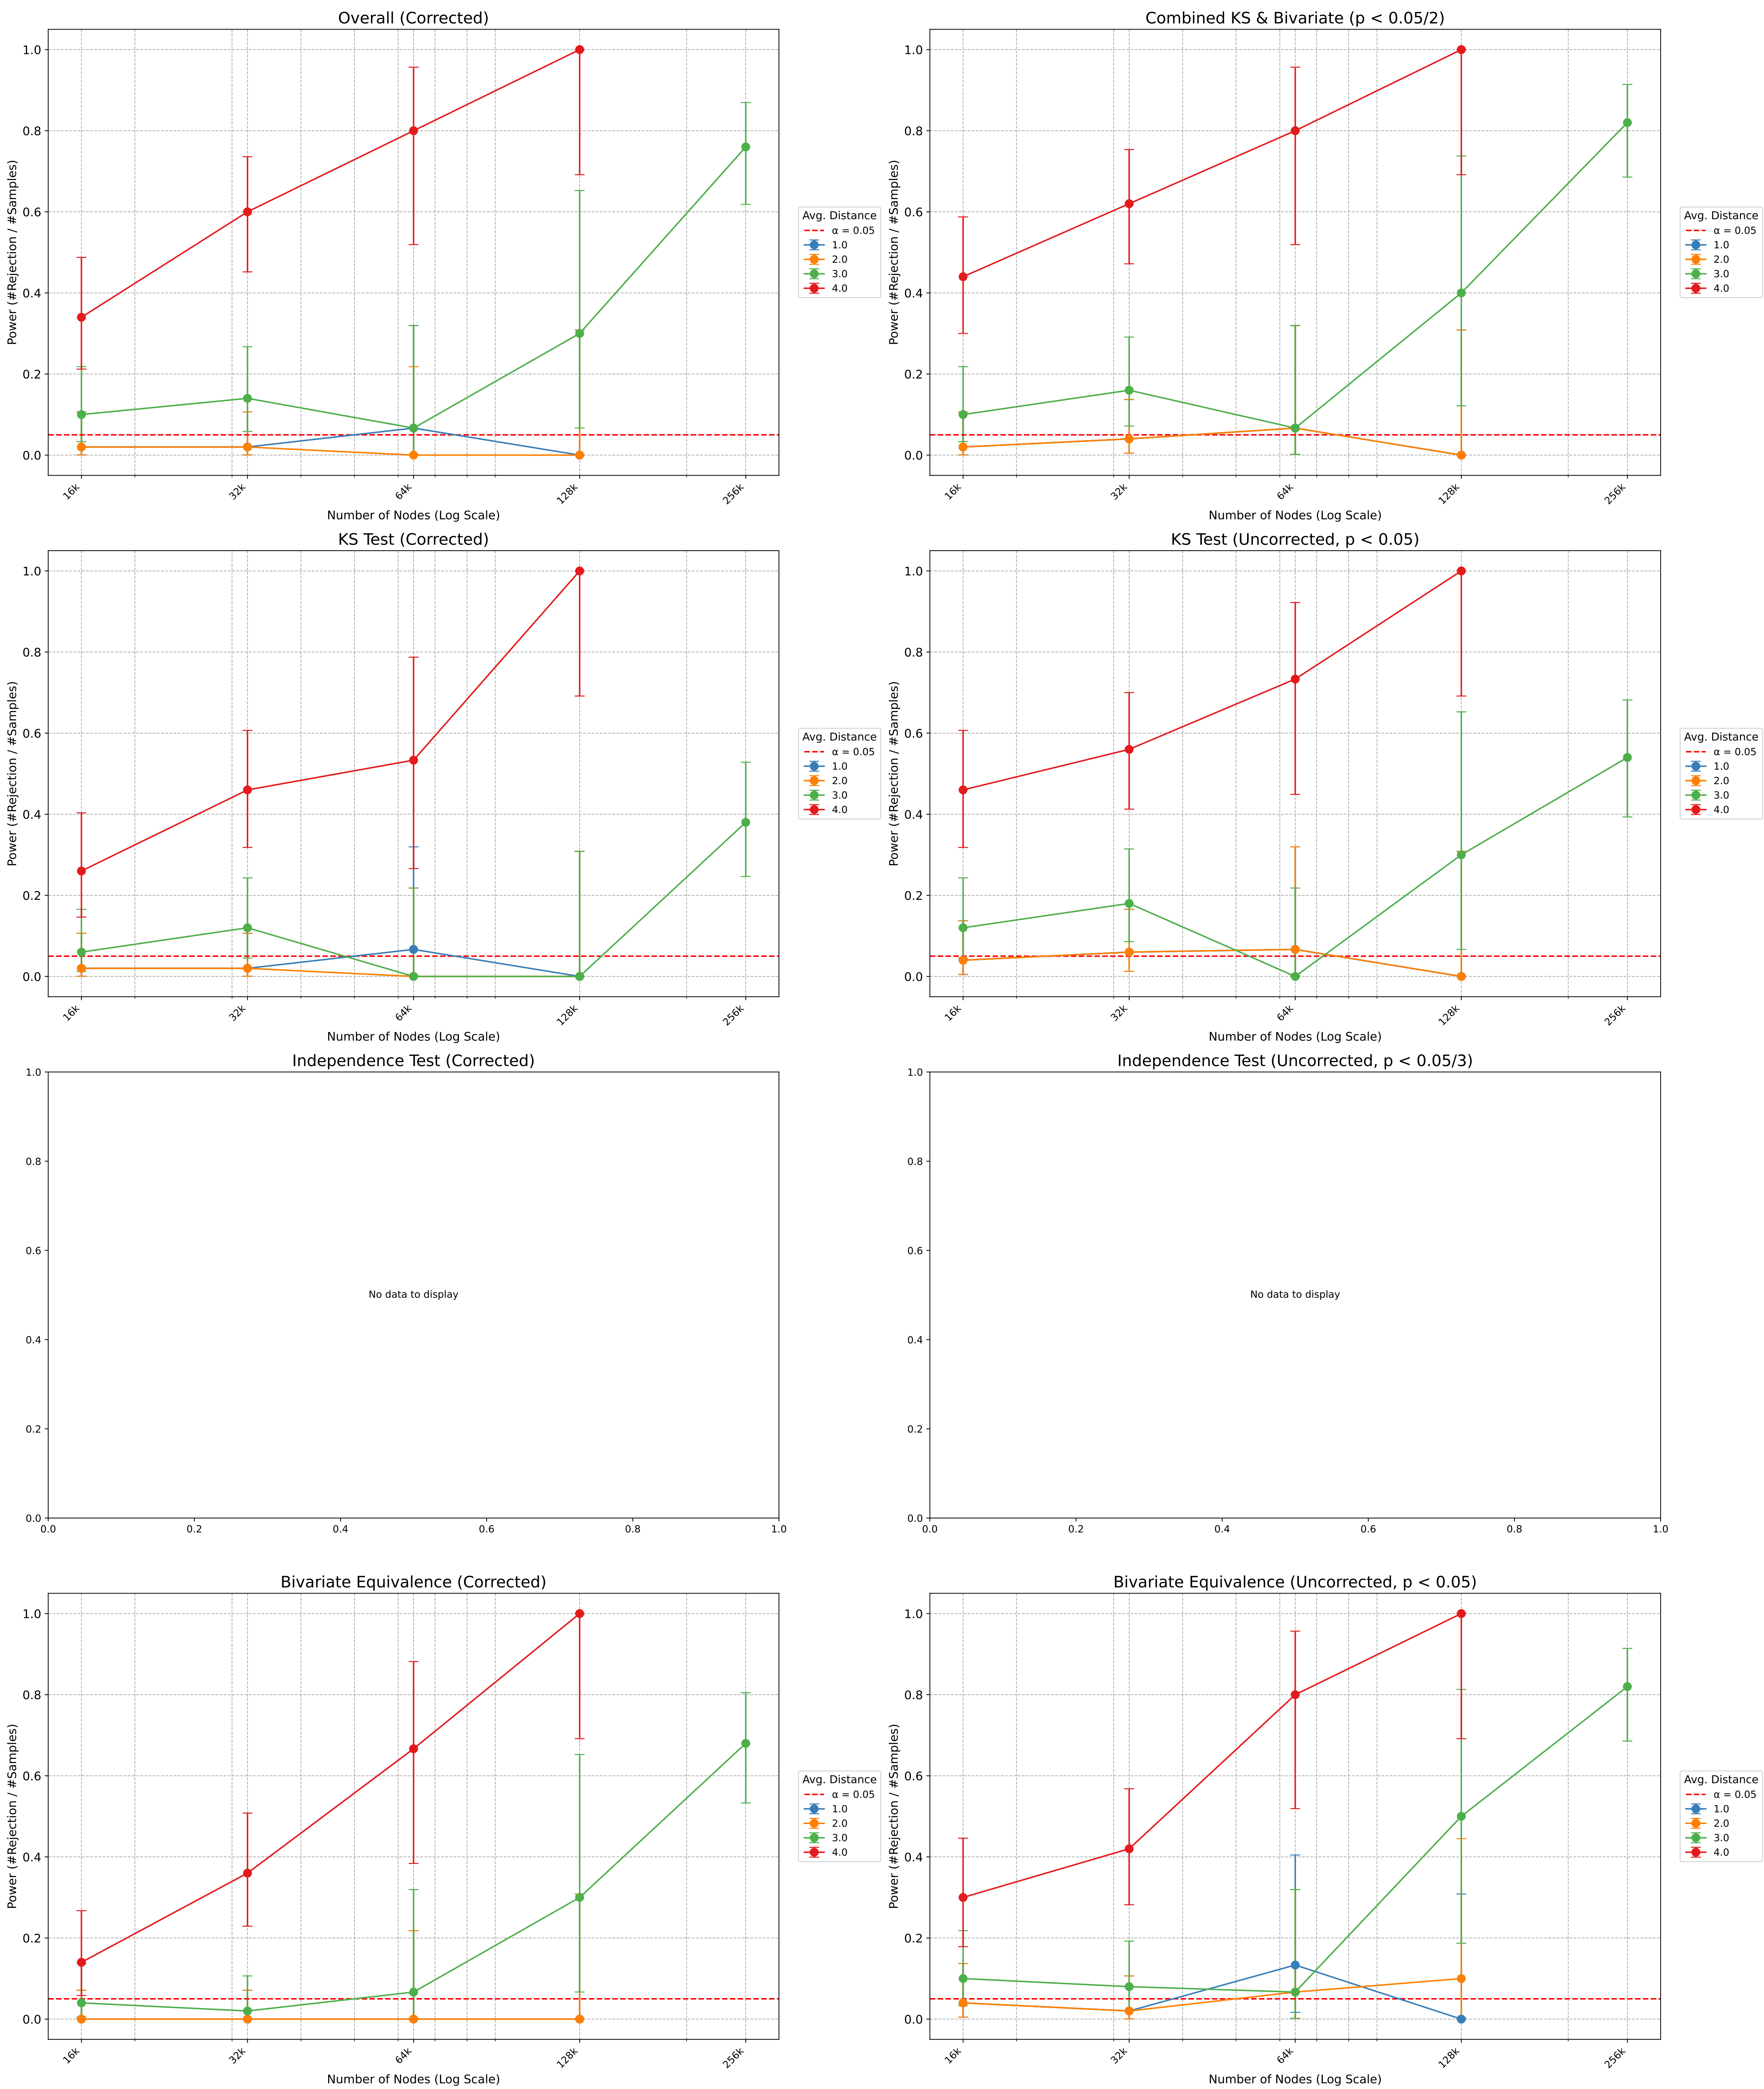 Overall (Corrected)
Power (#Rejection / #Samples)
1.0
0.8
0.6
0.4
0.2
0.0
16k
32k
64k
128k
256k
Number of Nodes (Log Scale)
Avg. Distance
α = 0.05
1.0
2.0
3.0
4.0
Combined KS & Bivariate (p < 0.05/2)
Power (#Rejection / #Samples)
1.0
0.8
0.6
0.4
0.2
0.0
16k
32k
64k
128k
256k
Number of Nodes (Log Scale)
Avg. Distance
α = 0.05
1.0
2.0
3.0
4.0
KS Test (Corrected)
Power (#Rejection / #Samples)
1.0
0.8
0.6
0.4
0.2
0.0
16k
32k
64k
128k
256k
Number of Nodes (Log Scale)
Avg. Distance
α = 0.05
1.0
2.0
3.0
4.0
KS Test (Uncorrected, p < 0.05)
Power (#Rejection / #Samples)
1.0
0.8
0.6
0.4
0.2
0.0
16k
32k
64k
128k
256k
Number of Nodes (Log Scale)
Avg. Distance
α = 0.05
1.0
2.0
3.0
4.0
Independence Test (Corrected)
1.0
0.8
0.6
0.4
0.2
0.0
No data to display
0.0
0.2
0.4
0.6
0.8
1.0
Independence Test (Uncorrected, p < 0.05/3)
1.0
0.8
0.6
0.4
0.2
0.0
No data to display
0.0
0.2
0.4
0.6
0.8
1.0
Bivariate Equivalence (Corrected)
Power (#Rejection / #Samples)
1.0
0.8
0.6
0.4
0.2
0.0
16k
32k
64k
128k
256k
Number of Nodes (Log Scale)
Avg. Distance
α = 0.05
1.0
2.0
3.0
4.0
Bivariate Equivalence (Uncorrected, p < 0.05)
Power (#Rejection / #Samples)
1.0
0.8
0.6
0.4
0.2
0.0
16k
32k
64k
128k
256k
Number of Nodes (Log Scale)
Avg. Distance
α = 0.05
1.0
2.0
3.0
4.0